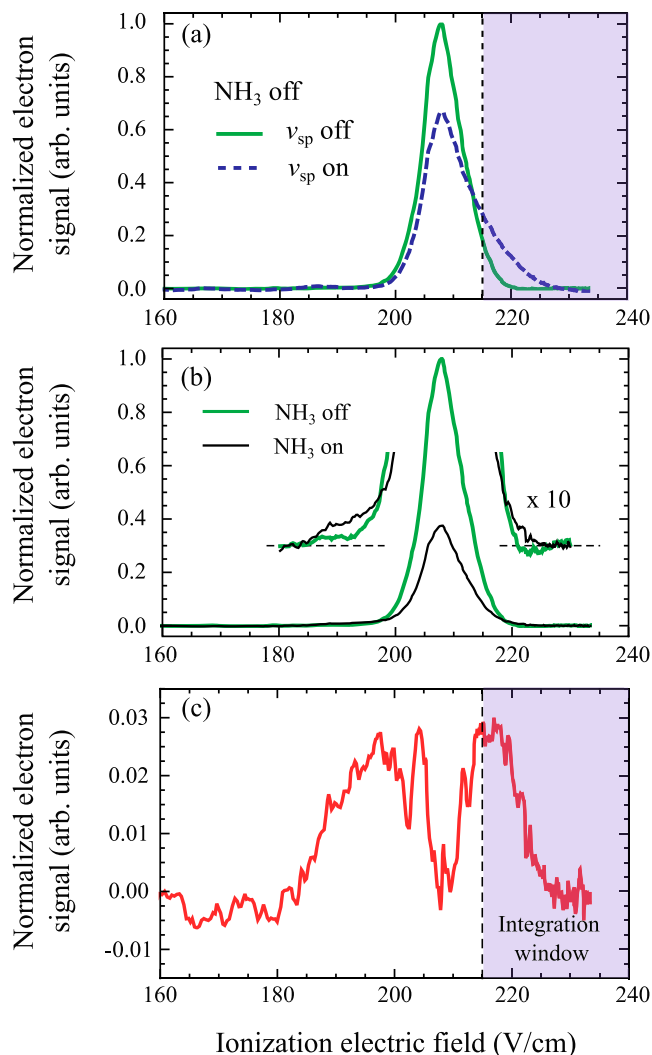 (a)
Normalized electron
signal (arb. units)
1.0
0.8
0.6
0.4
0.2
0.0
NH₃ off
v_sp off
v_sp on
160 180 200 220 240
(b)
Normalized electron
signal (arb. units)
1.0
0.8
0.6
0.4
0.2
0.0
NH₃ off
NH₃ on
x 10
160 180 200 220 240
(c)
Normalized electron
signal (arb. units)
0.03
0.02
0.01
0.00
-0.01
Integration
window
160 180 200 220 240
Ionization electric field (V/cm)